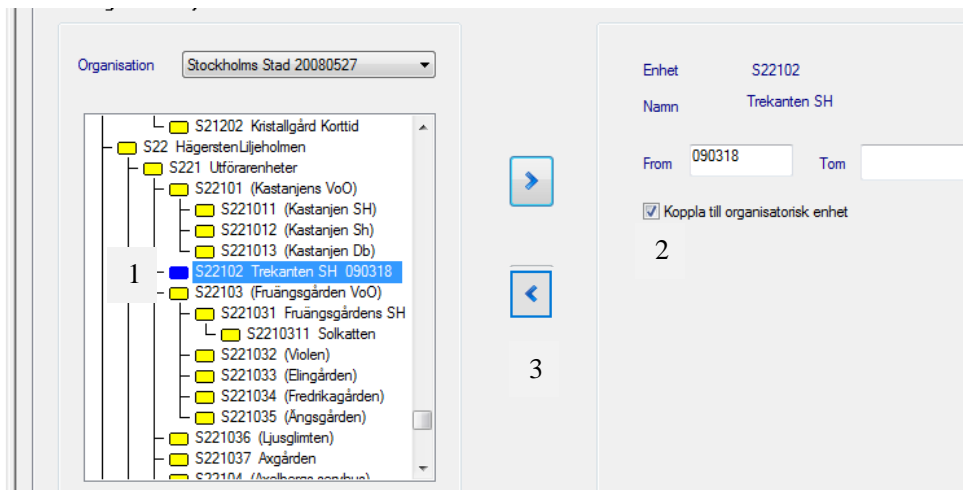 Organisation Stockholms Stad 20080527
S21202 Kristallgård Korttid
S22 HägerstenLiljeholmen
S221 Utförarenheter
S22101 (Kastanjens VoO)
S221011 (Kastanjen SH)
S221012 (Kastanjen Sh)
S221013 (Kastanjen Db)
1
S22102 Trekanten SH 090318
S22103 (Fruängsgården VoO)
S221031 Fruängsgårdens SH
S2210311 Solkatten
S221032 (Violen)
S221033 (Elingården)
S221034 (Fredrikagården)
S221035 (Ängsgården)
S221036 (Ljusglimten)
S221037 Axgården
S22104 (Axelbergs servhus)
3
Enhet S22102
Namn Trekanten SH
From 090318 Tom
Koppla till organisatorisk enhet
2